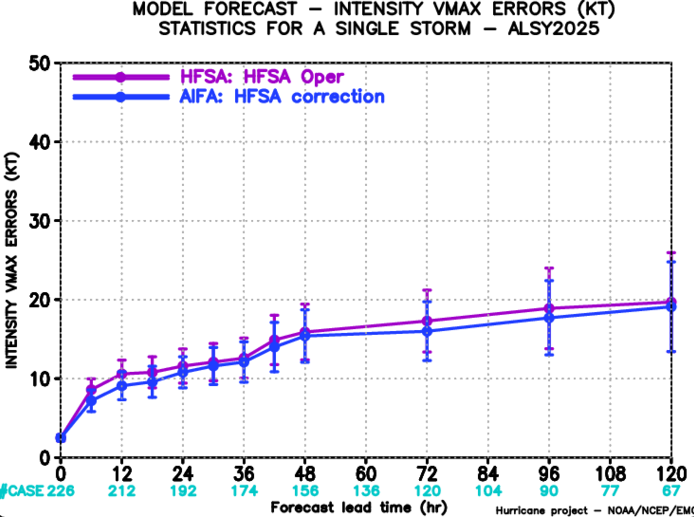 MODEL FORECAST – INTENSITY VMAX ERRORS (KT)
STATISTICS FOR A SINGLE STORM – ALSY2025
INTENSITY VMAX ERRORS (KT)
50
40
30
20
10
0
HFSA: HFSA Oper
AIFA: HFSA correction
0 12 24 36 48 60 72 84 96 108 120
#CASE 226 212 192 174 156 136 120 104 90 77 67
Forecast lead time (hr)
Hurricane project – NOAA/NCEP/EMC